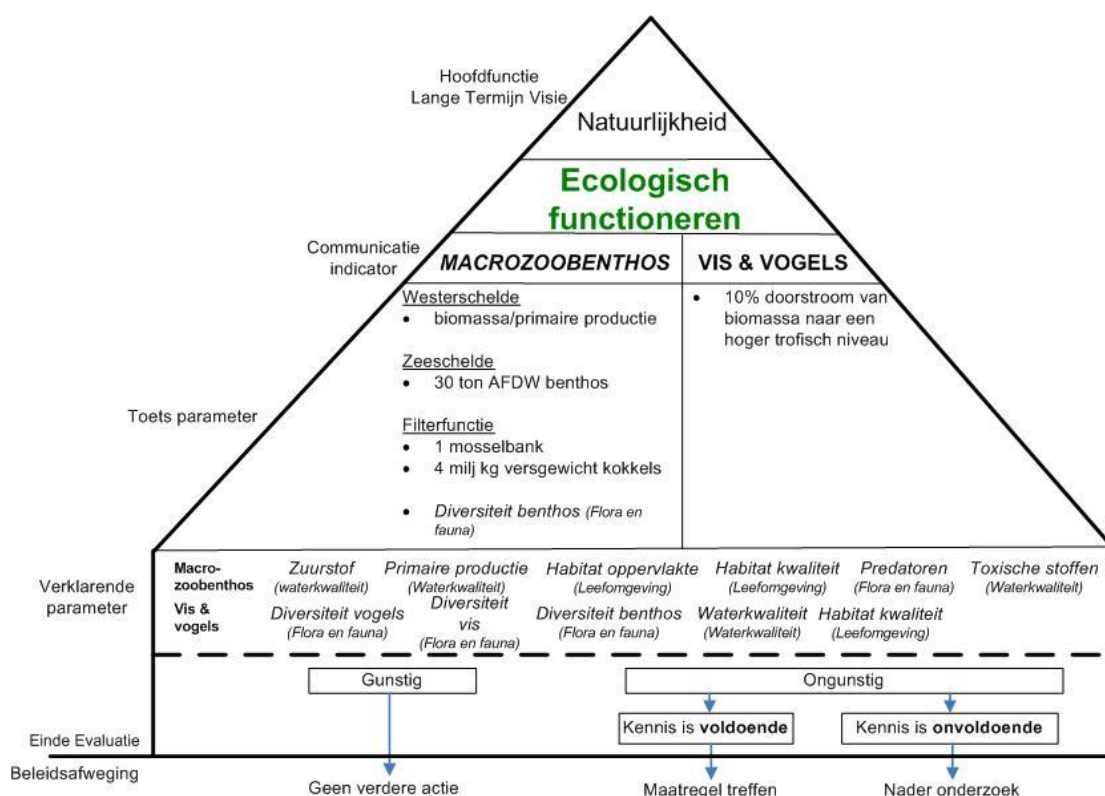 Hoofdfunctie
Lange Termijn Visie
Natuurlijkheid
Ecologisch
functioneren
Communicatie
indicator
MACROZOOBENTHOS
VIS & VOGELS
Toets parameter
Westerschelde
• biomassa/primaire productie
Zeeschelde
• 30 ton AFDW benthos
Filterfunctie
• 1 mosselbank
• 4 milj kg versgewicht kokkels
• Diversiteit benthos (Flora en
fauna)
• 10% doorstroom van
biomassa naar een
hoger trofisch niveau
Verklarende
parameter
Macro-
zoobenthos
Zuurstof
(waterkwaliteit)
Primaire productie
(Waterkwaliteit)
Habitat oppervlakte
(Leefomgeving)
Habitat kwaliteit
(Leefomgeving)
Predatoren
(Flora en fauna)
Toxische stoffen
(Waterkwaliteit)
Vis &
vogels
Diversiteit vogels
(Flora en fauna)
Diversiteit
vis
(Flora en fauna)
Diversiteit benthos
(Flora en fauna)
Waterkwaliteit
(Waterkwaliteit)
Habitat kwaliteit
(Leefomgeving)
Gunstig
Ongunstig
Kennis is voldoende
Kennis is onvoldoende
Einde Evaluatie
Beleidsafweging
Geen verdere actie
Maatregel treffen
Nader onderzoek